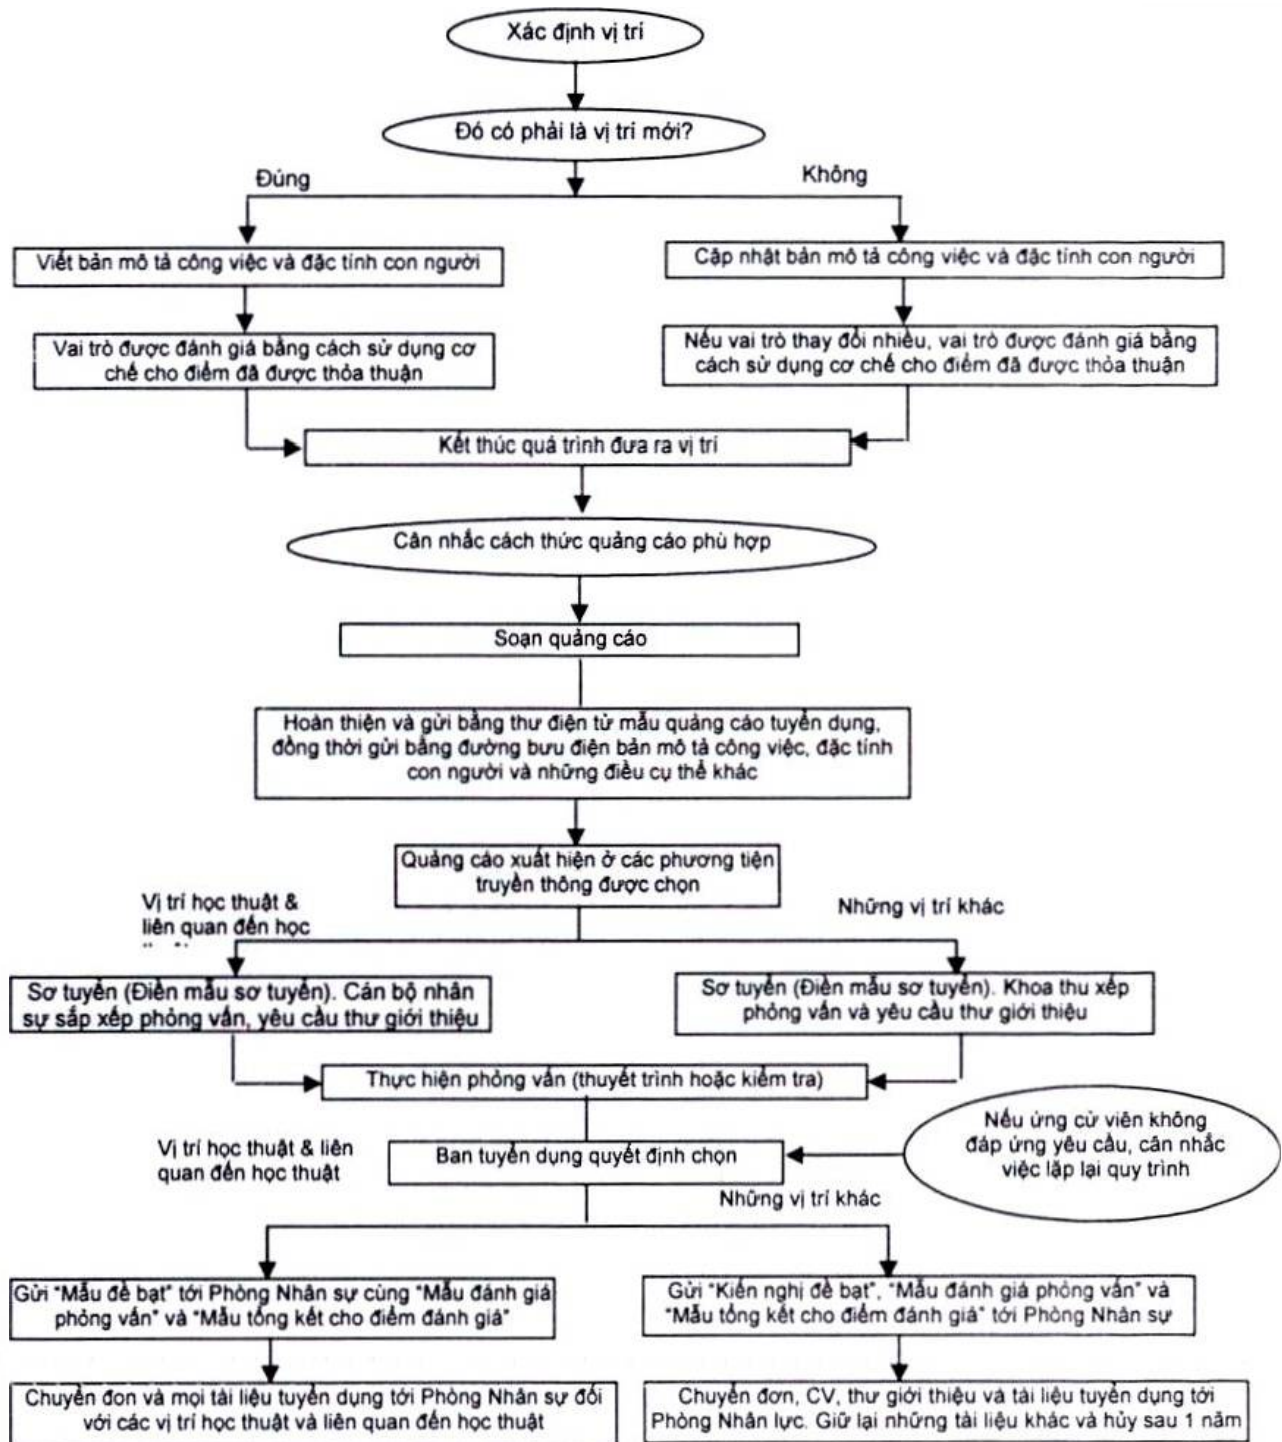 Xác định vị trí
Đó có phải là vị trí mới?
Đúng
Không
Viết bản mô tả công việc và đặc tính con người
Cập nhật bản mô tả công việc và đặc tính con người
Vai trò được đánh giá bằng cách sử dụng cơ
chế cho điểm đã được thỏa thuận
Nếu vai trò thay đổi nhiều, vai trò được đánh giá bằng
cách sử dụng cơ chế cho điểm đã được thỏa thuận
Kết thúc quá trình đưa ra vị trí
Cân nhắc cách thức quảng cáo phù hợp
Soạn quảng cáo
Hoàn thiện và gửi bằng thư điện tử mẫu quảng cáo tuyển dụng,
đồng thời gửi bằng đường bưu điện bản mô tả công việc, đặc tính
con người và những điều cụ thể khác
Quảng cáo xuất hiện ở các phương tiện
truyền thông được chọn
Vị trí học thuật &
liên quan đến học
Những vị trí khác
Sơ tuyển (Điền mẫu sơ tuyển). Cán bộ nhân
sự sắp xếp phỏng vấn, yêu cầu thư giới thiệu
Sơ tuyển (Điền mẫu sơ tuyển). Khoa thu xếp
phỏng vấn và yêu cầu thư giới thiệu
Thực hiện phỏng vấn (thuyết trình hoặc kiểm tra)
Nếu ứng cử viên không
đáp ứng yêu cầu, cân nhắc
việc lặp lại quy trình
Vị trí học thuật & liên
quan đến học thuật
Ban tuyển dụng quyết định chọn
Những vị trí khác
Gửi "Mẫu đề bạt" tới Phòng Nhân sự cùng "Mẫu đánh giá
phỏng vấn" và "Mẫu tổng kết cho điểm đánh giá"
Gửi "Kiến nghị đề bạt", "Mẫu đánh giá phỏng vấn" và
"Mẫu tổng kết cho điểm đánh giá" tới Phòng Nhân sự
Chuyển đon và mọi tài liệu tuyển dụng tới Phòng Nhân sự đối
với các vị trí học thuật và liên quan đến học thuật
Chuyển đơn, CV, thư giới thiệu và tài liệu tuyển dụng tới
Phòng Nhân lực. Giữ lại những tài liệu khác và hủy sau 1 năm